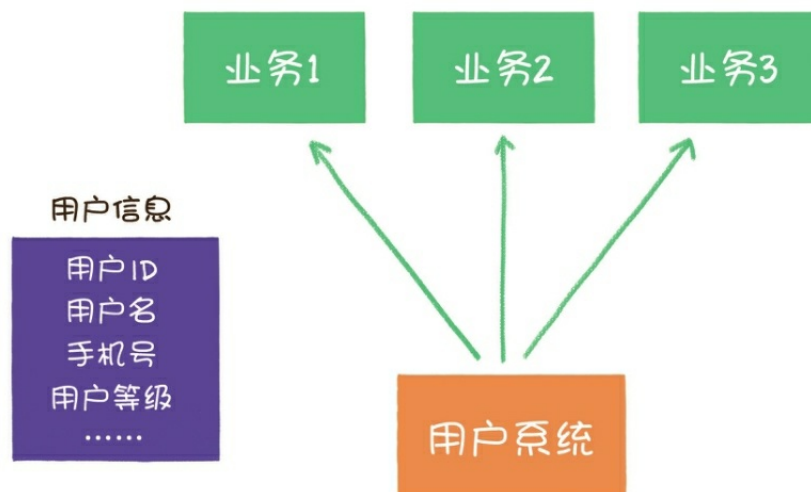 业务1
业务2
业务3
用户信息
用户ID
用户名
手机号
用户等级
......
用户系统